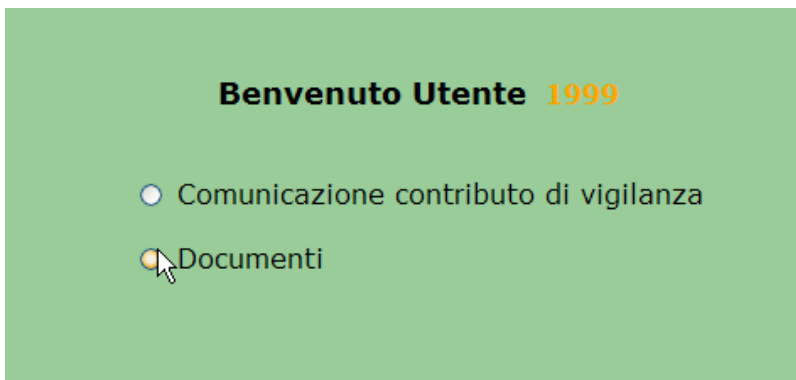 Benvenuto Utente 1999
Comunicazione contributo di vigilanza
Documenti